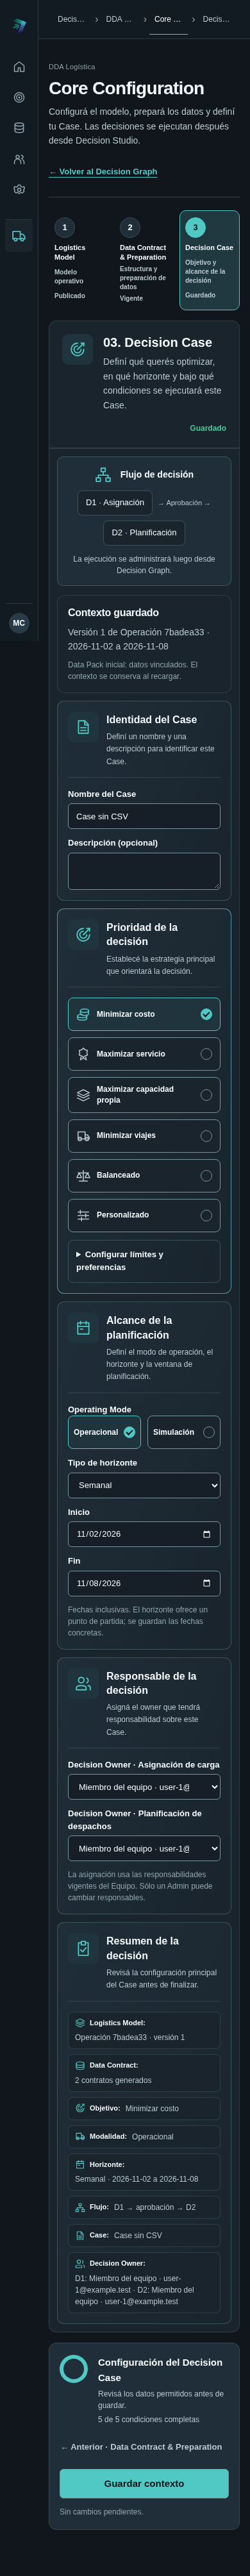 Decis... › DDA ... › Core ... › Decis...
DDA Logística
Core Configuration
Configurá el modelo, prepará los datos y definí
tu Case. Las decisiones se ejecutan después
desde Decision Studio.
← Volver al Decision Graph
1
Logistics
Model
Modelo
operativo
Publicado
2
Data Contract
& Preparation
Estructura y
preparación de
datos
Vigente
3
Decision Case
Objetivo y
alcance de la
decisión
Guardado
03. Decision Case
Definí qué querés optimizar,
en qué horizonte y bajo qué
condiciones se ejecutará este
Case.
Guardado
Flujo de decisión
D1 · Asignación → Aprobación →
D2 · Planificación
La ejecución se administrará luego desde
Decision Graph.
Contexto guardado
Versión 1 de Operación 7badea33 ·
2026-11-02 a 2026-11-08
Data Pack inicial: datos vinculados. El
contexto se conserva al recargar.
Identidad del Case
Definí un nombre y una
descripción para identificar este
Case.
Nombre del Case
Case sin CSV
Descripción (opcional)
Prioridad de la
decisión
Establecé la estrategia principal
que orientará la decisión.
Minimizar costo
Maximizar servicio
Maximizar capacidad
propia
Minimizar viajes
Balanceado
Personalizado
▶ Configurar límites y
preferencias
Alcance de la
planificación
Definí el modo de operación, el
horizonte y la ventana de
planificación.
Operating Mode
Operacional
Simulación
Tipo de horizonte
Semanal
Inicio
11/02/2026
Fin
11/08/2026
Fechas inclusivas. El horizonte ofrece un
punto de partida; se guardan las fechas
concretas.
Responsable de la
decisión
Asigná el owner que tendrá
responsabilidad sobre este
Case.
Decision Owner · Asignación de carga
Miembro del equipo · user-1@
Decision Owner · Planificación de
despachos
Miembro del equipo · user-1@
La asignación usa las responsabilidades
vigentes del Equipo. Sólo un Admin puede
cambiar responsables.
Resumen de la
decisión
Revisá la configuración principal
del Case antes de finalizar.
Logistics Model:
Operación 7badea33 · versión 1
Data Contract:
2 contratos generados
Objetivo: Minimizar costo
Modalidad: Operacional
Horizonte:
Semanal · 2026-11-02 a 2026-11-08
Flujo: D1 → aprobación → D2
Case: Case sin CSV
Decision Owner:
D1: Miembro del equipo · user-
1@example.test · D2: Miembro del
equipo · user-1@example.test
MC
Configuración del Decision
Case
Revisá los datos permitidos antes de
guardar.
5 de 5 condiciones completas
← Anterior · Data Contract & Preparation
Guardar contexto
Sin cambios pendientes.